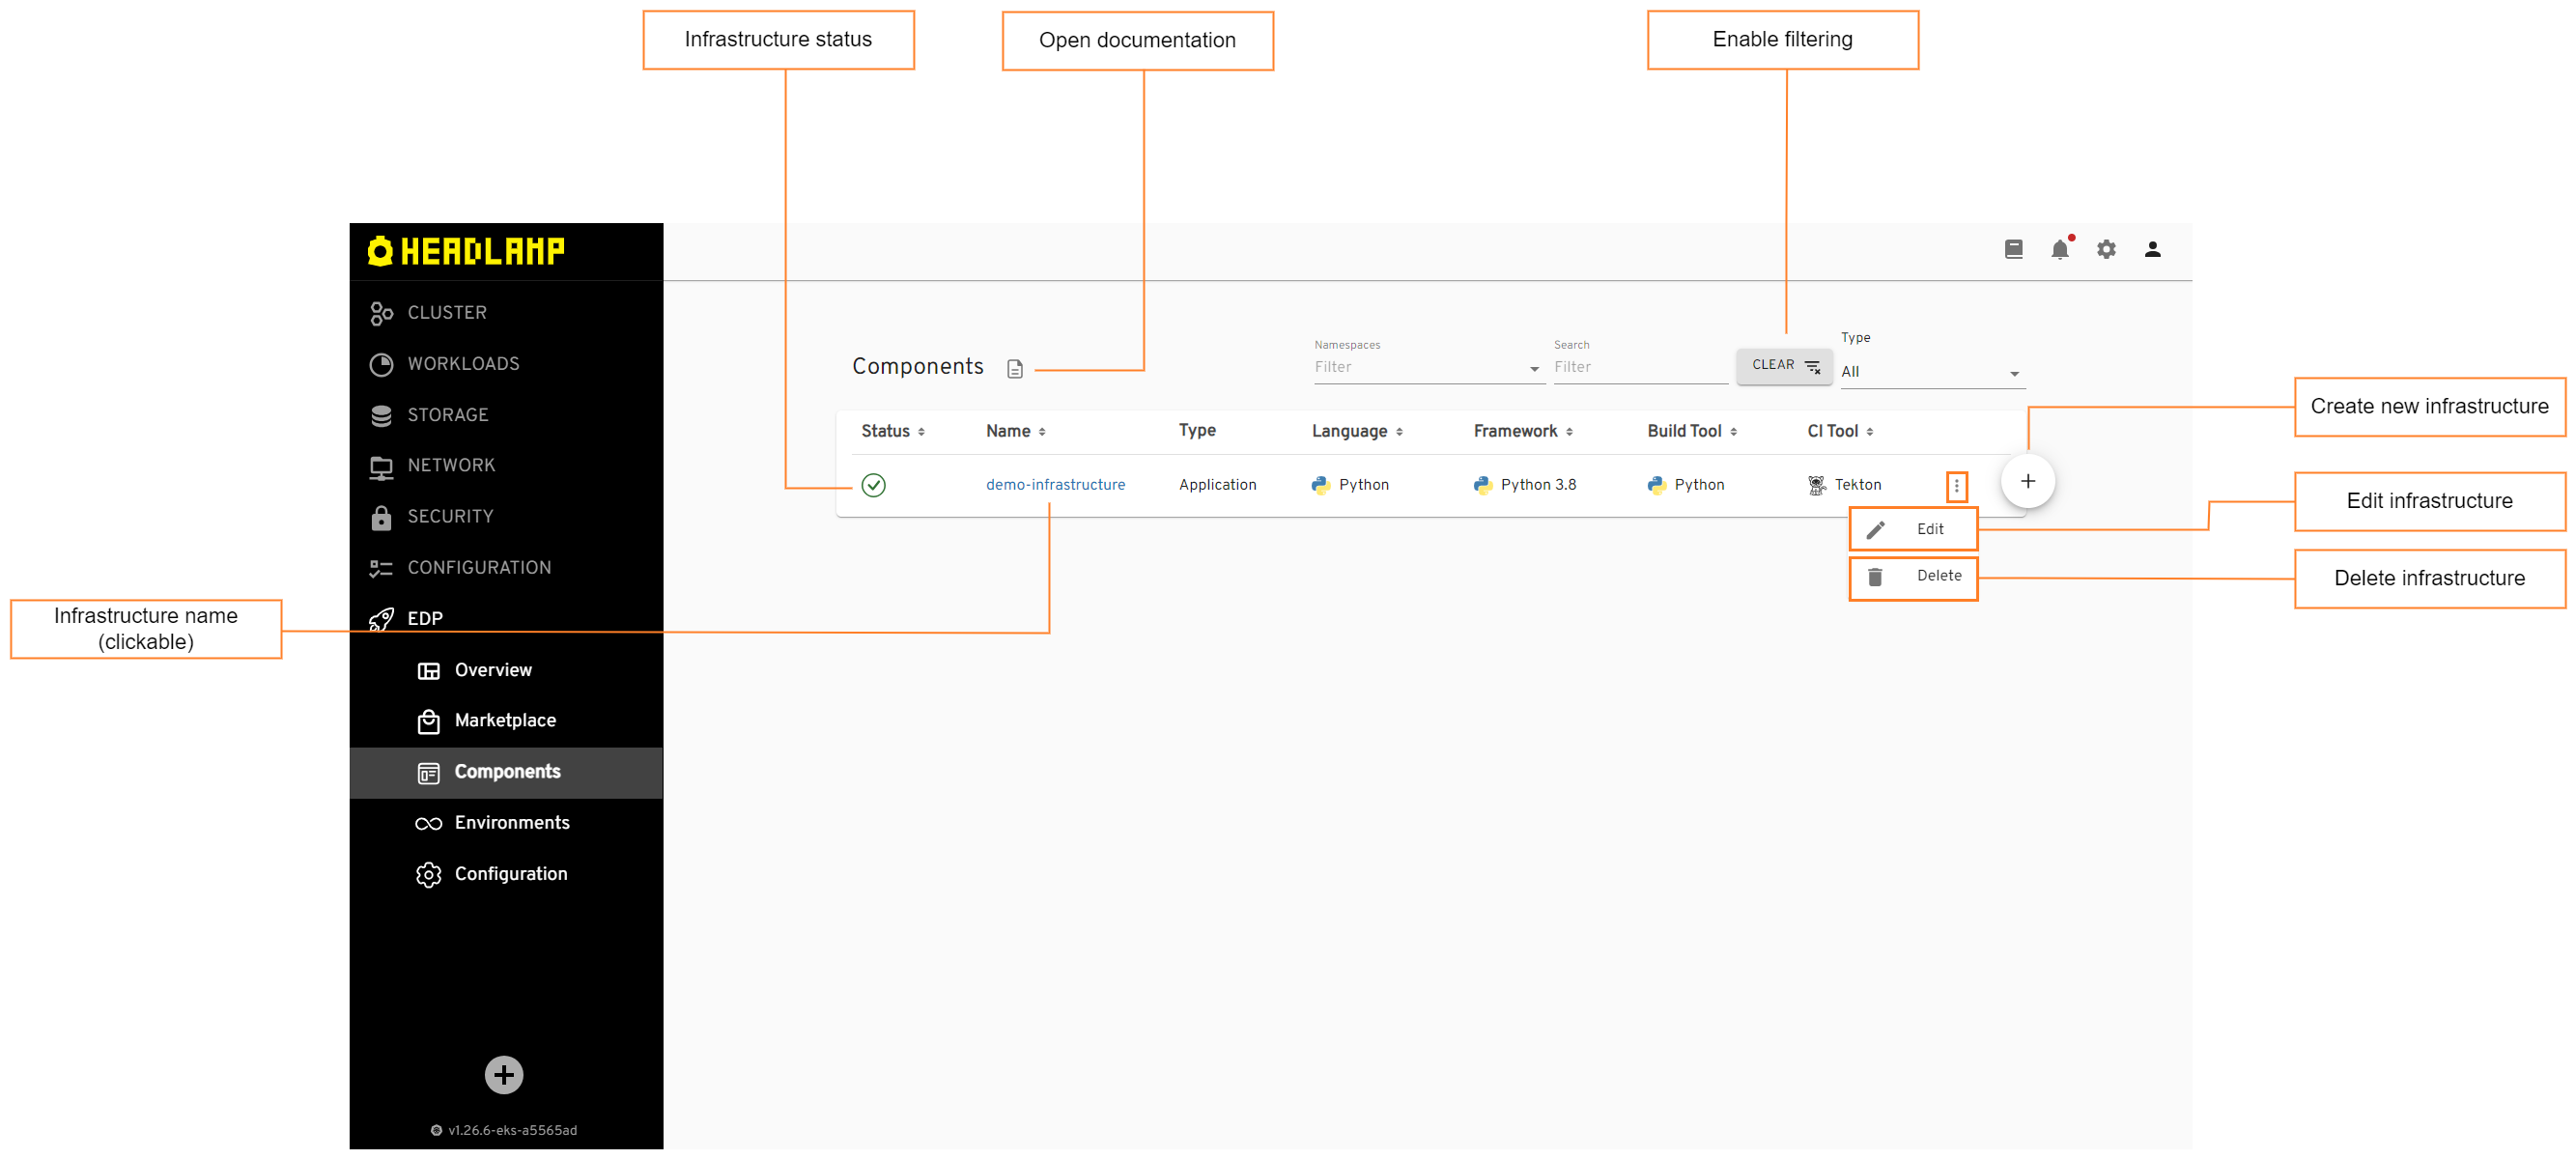 Infrastructure status
Open documentation
Enable filtering
HEADLAMP
CLUSTER
WORKLOADS
STORAGE
NETWORK
SECURITY
CONFIGURATION
EDP
Overview
Marketplace
Components
Environments
Configuration
v1.26.6-eks-a5565ad
Infrastructure name
(clickable)
Components
Namespaces
Filter
Search
Filter
CLEAR
Type
All
Status Name Type Language Framework Build Tool CI Tool
demo-infrastructure Application Python Python 3.8 Python Tekton
Edit
Delete
Create new infrastructure
Edit infrastructure
Delete infrastructure